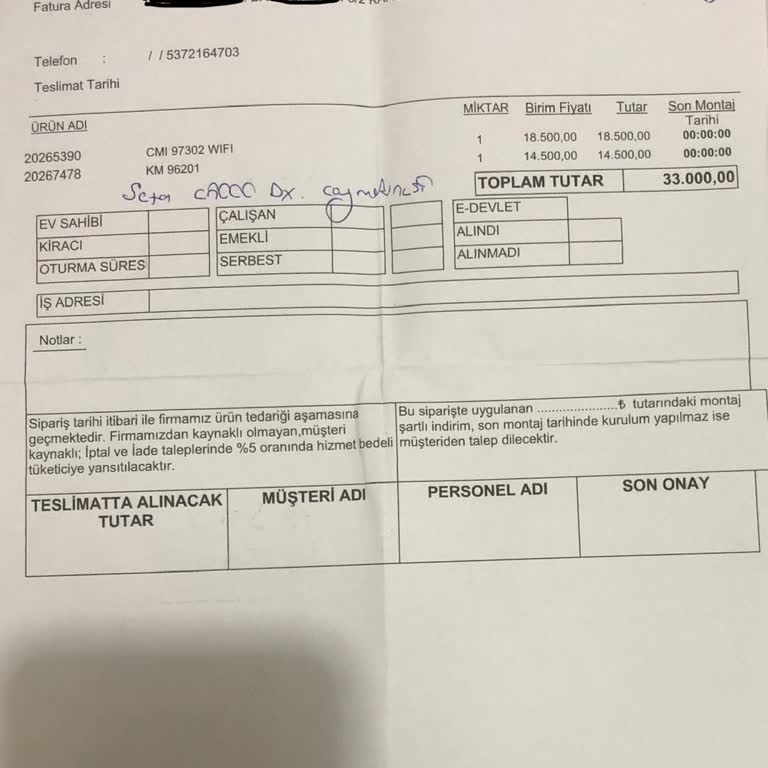 Fatura Adresi
Telefon : / / 5372164703
Teslimat Tarihi
ÜRÜN ADI MİKTAR Birim Fiyatı Tutar Son Montaj Tarihi
20265390 CMI 97302 WIFI 1 18.500,00 18.500,00 00:00:00
20267478 KM 96201 1 14.500,00 14.500,00 00:00:00
TOPLAM TUTAR 33.000,00
Dx.
EV SAHİBİ ÇALIŞAN E-DEVLET
KİRACI EMEKLİ ALINDI
OTURMA SÜRES SERBEST ALINMADI
İŞ ADRESİ
Notlar :
Sipariş tarihi itibari ile firmamız ürün tedariği aşamasına
geçmektedir. Firmamızdan kaynaklı olmayan,müşteri
kaynaklı; İptal ve İade taleplerinde %5 oranında hizmet bedeli
tüketiciye yansıtılacaktır.
Bu siparişte uygulanan ......................₺ tutarındaki montaj
şartlı indirim, son montaj tarihinde kurulum yapılmaz ise
müşteriden talep dilecektir.
TESLİMATTA ALINACAK TUTAR
MÜŞTERİ ADI
PERSONEL ADI
SON ONAY